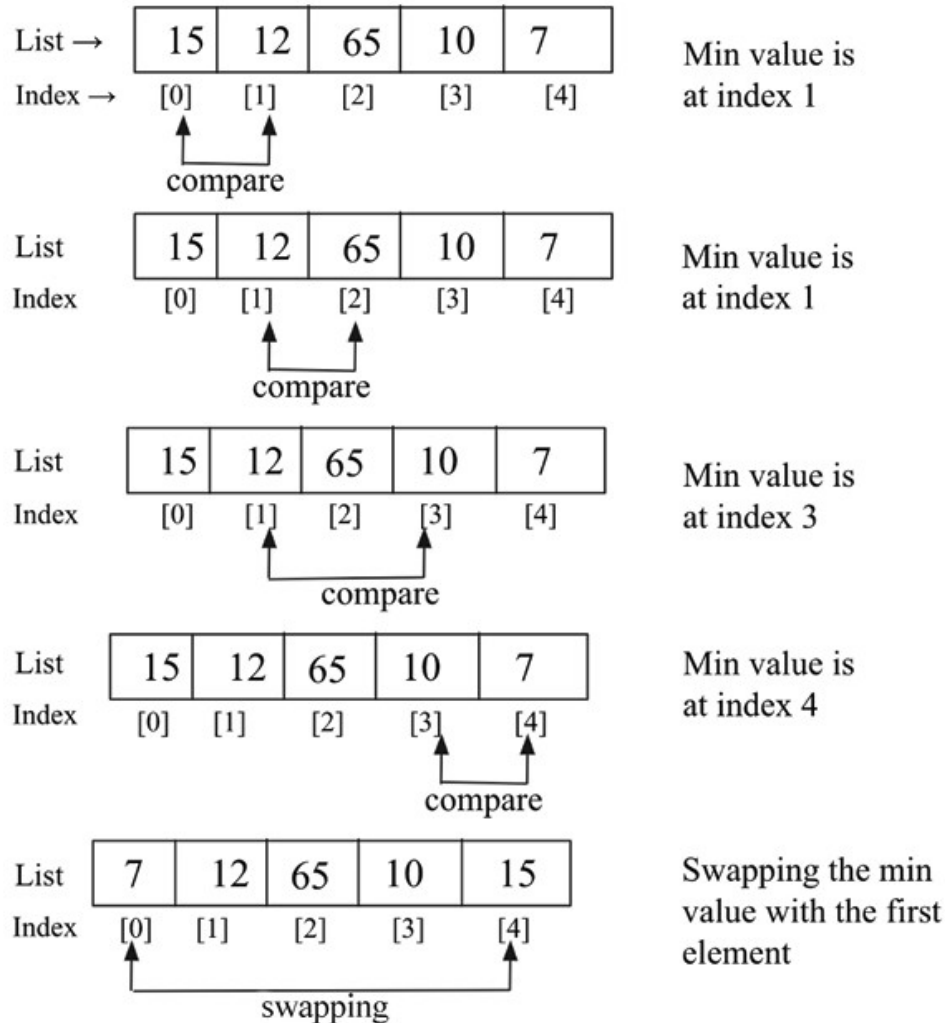 List → 15 12 65 10 7
Min value is
Index → [0] [1] [2] [3] [4]
at index 1
compare
List 15 12 65 10 7
Min value is
Index [0] [1] [2] [3] [4]
at index 1
compare
List 15 12 65 10 7
Min value is
Index [0] [1] [2] [3] [4]
at index 3
compare
List 15 12 65 10 7
Min value is
Index [0] [1] [2] [3] [4]
at index 4
compare
List 7 12 65 10 15
Swapping the min
Index [0] [1] [2] [3] [4]
value with the first
element
swapping